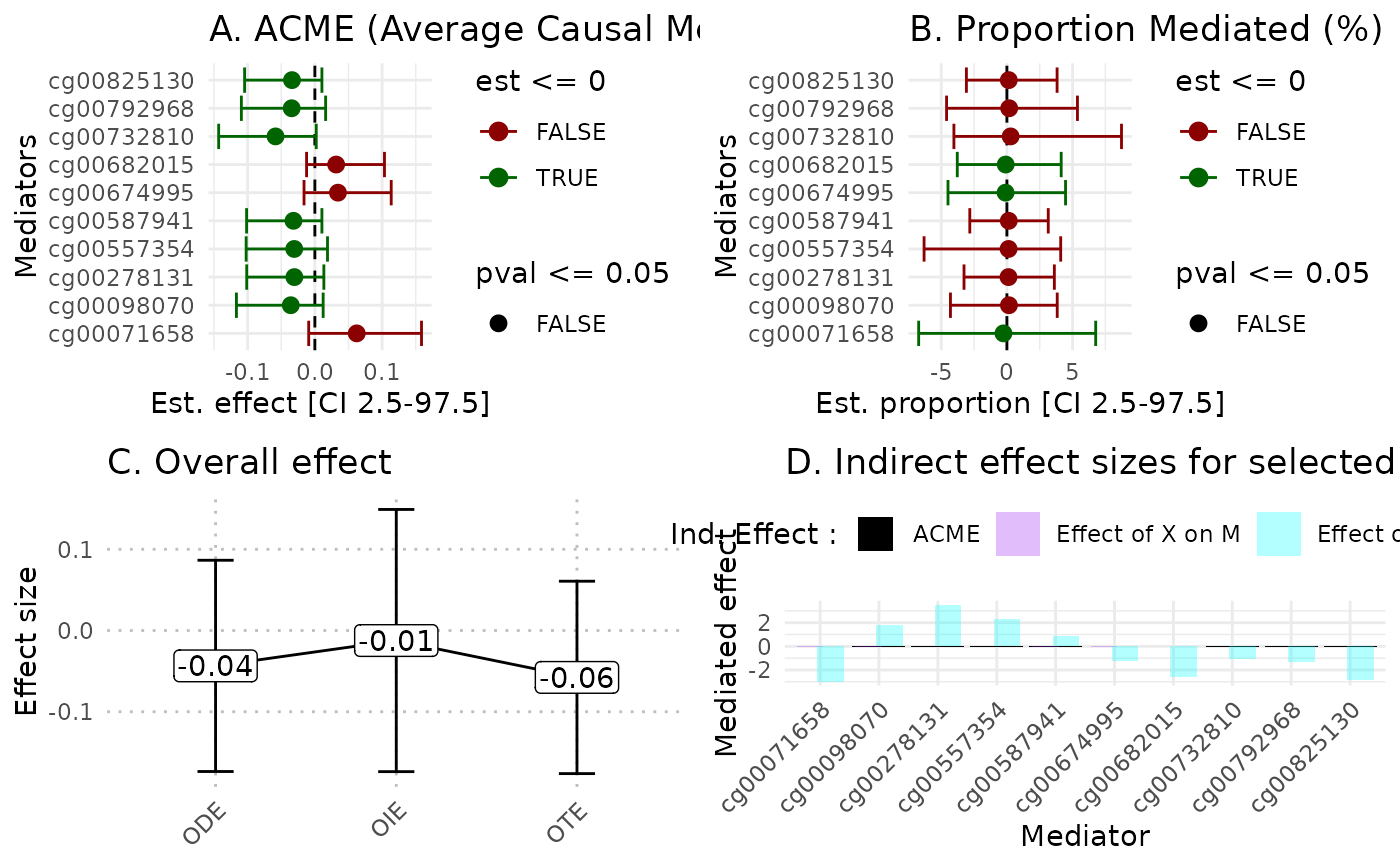 A. ACME (Average Causal Me
est <= 0
FALSE
TRUE
pval <= 0.05
FALSE
Mediators
cg00825130
cg00792968
cg00732810
cg00682015
cg00674995
cg00587941
cg00557354
cg00278131
cg00098070
cg00071658
-0.1 0.0 0.1
Est. effect [CI 2.5-97.5]
B. Proportion Mediated (%)
est <= 0
FALSE
TRUE
pval <= 0.05
FALSE
Mediators
cg00825130
cg00792968
cg00732810
cg00682015
cg00674995
cg00587941
cg00557354
cg00278131
cg00098070
cg00071658
-5 0 5
Est. proportion [CI 2.5-97.5]
C. Overall effect
Effect size
0.1
0.0
-0.1
-0.04
-0.01
-0.06
ODE
OIE
OTE
D. Indirect effect sizes for selected
Ind. Effect :
ACME
Effect of X on M
Effect
Mediated effect
2
0
-2
cg00071658
cg00098070
cg00278131
cg00557354
cg00587941
cg00674995
cg00682015
cg00732810
cg00792968
cg00825130
Mediator